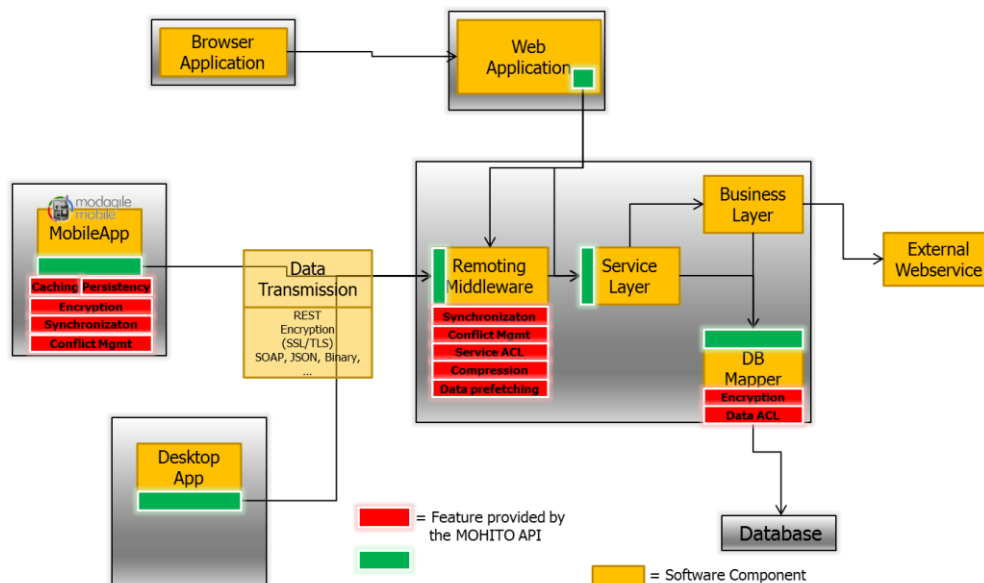 Browser
Application
Web
Application
modagile
mobile
MobileApp
Caching Persistency
Encryption
Synchronizaton
Conflict Mgmt
Data
Transmission
REST
Encryption
(SSL/TLS)
SOAP, JSON, Binary,
...
Remoting
Middleware
Synchronizaton
Conflict Mgmt
Service ACL
Compression
Data prefetching
Service
Layer
Business
Layer
External
Webservice
DB
Mapper
Encryption
Data ACL
Desktop
App
Database
= Feature provided by
the MOHITO API
= Software Component